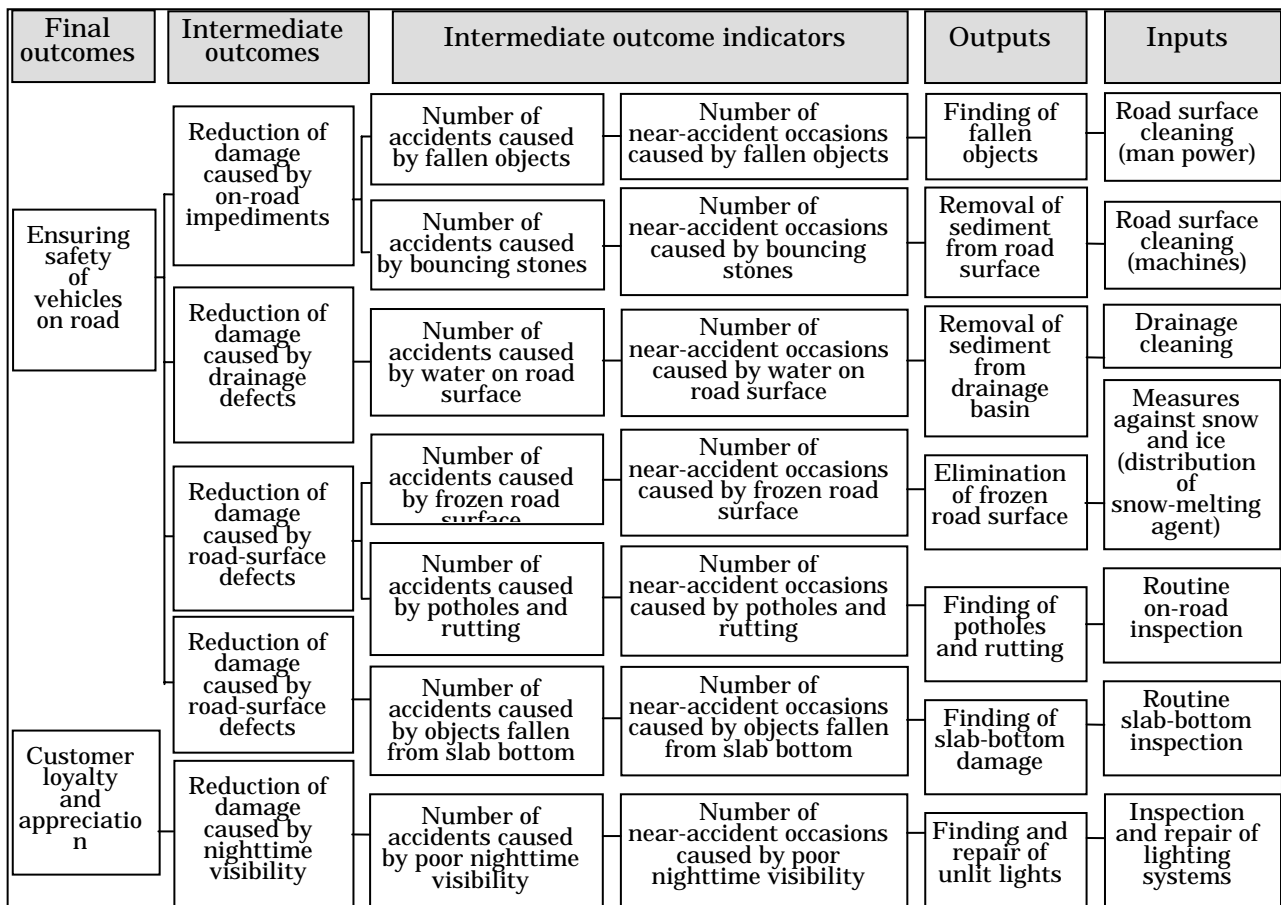 Final
outcomes
Intermediate
outcomes
Intermediate outcome indicators
Outputs
Inputs
Ensuring
safety
of
vehicles
on road
Customer
loyalty
and
appreciatio
n
Reduction of
damage
caused by
on-road
impediments
Reduction of
damage
caused by
drainage
defects
Reduction of
damage
caused by
road-surface
defects
Reduction of
damage
caused by
road-surface
defects
Reduction of
damage
caused by
nighttime
visibility
Number of
accidents caused
by fallen objects
Number of
accidents caused
by bouncing stones
Number of
accidents caused
by water on road
surface
Number of
accidents caused
by frozen road
surface
Number of
accidents caused
by potholes and
rutting
Number of
accidents caused
by objects fallen
from slab bottom
Number of
accidents caused
by poor nighttime
visibility
Number of
near-accident occasions
caused by fallen objects
Number of
near-accident occasions
caused by bouncing
stones
Number of
near-accident occasions
caused by water on
road surface
Number of
near-accident occasions
caused by frozen road
surface
Number of
near-accident occasions
caused by potholes and
rutting
Number of
near-accident occasions
caused by objects fallen
from slab bottom
Number of
near-accident occasions
caused by poor
nighttime visibility
Finding of
fallen
objects
Removal of
sediment
from road
surface
Removal of
sediment
from
drainage
basin
Elimination
of frozen
road surface
Finding of
potholes
and rutting
Finding of
slab-bottom
damage
Finding and
repair of
unlit lights
Road surface
cleaning
(man power)
Road surface
cleaning
(machines)
Drainage
cleaning
Measures
against snow
and ice
(distribution
of
snow-melting
agent)
Routine
on-road
inspection
Routine
slab-bottom
inspection
Inspection
and repair of
lighting
systems